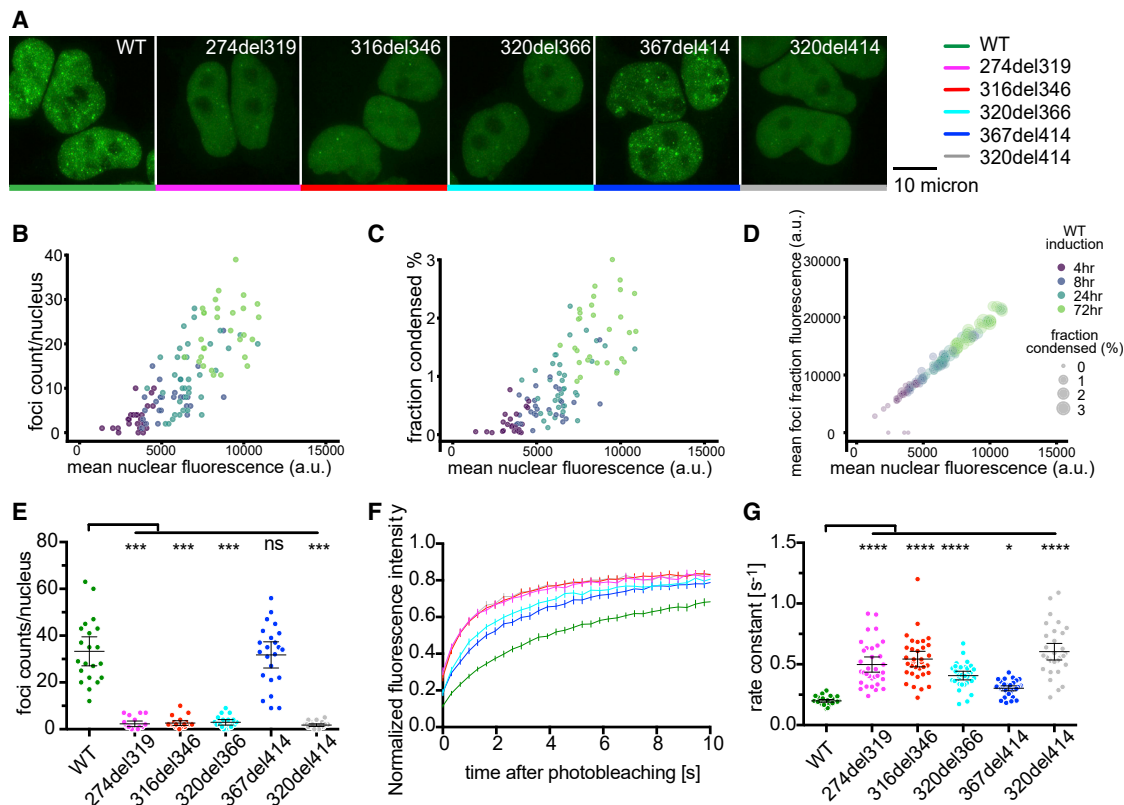 A
WT
274del319
316del346
320del366
367del414
320del414
WT
274del319
316del346
320del366
367del414
320del414
10 micron
B
foci count/nucleus
40
30
20
10
0
0
5000
10000
15000
mean nuclear fluorescence (a.u.)
C
fraction condensed %
3
2
1
0
0
5000
10000
15000
mean nuclear fluorescence (a.u.)
D
mean foci fraction fluorescence (a.u.)
30000
20000
10000
0
0
5000
10000
15000
mean nuclear fluorescence (a.u.)
WT
induction
4hr
8hr
24hr
72hr
fraction
condensed (%)
0
1
2
3
E
foci counts/nucleus
80
60
40
20
0
*** *** *** ns ***
WT
274del319
316del346
320del366
367del414
320del414
F
Normalized fluorescence intensity
1.0
0.8
0.6
0.4
0.2
0.0
0
2
4
6
8
10
time after photobleaching [s]
G
rate constant [s⁻¹]
1.5
1.0
0.5
0.0
**** **** **** * ****
WT
274del319
316del346
320del366
367del414
320del414